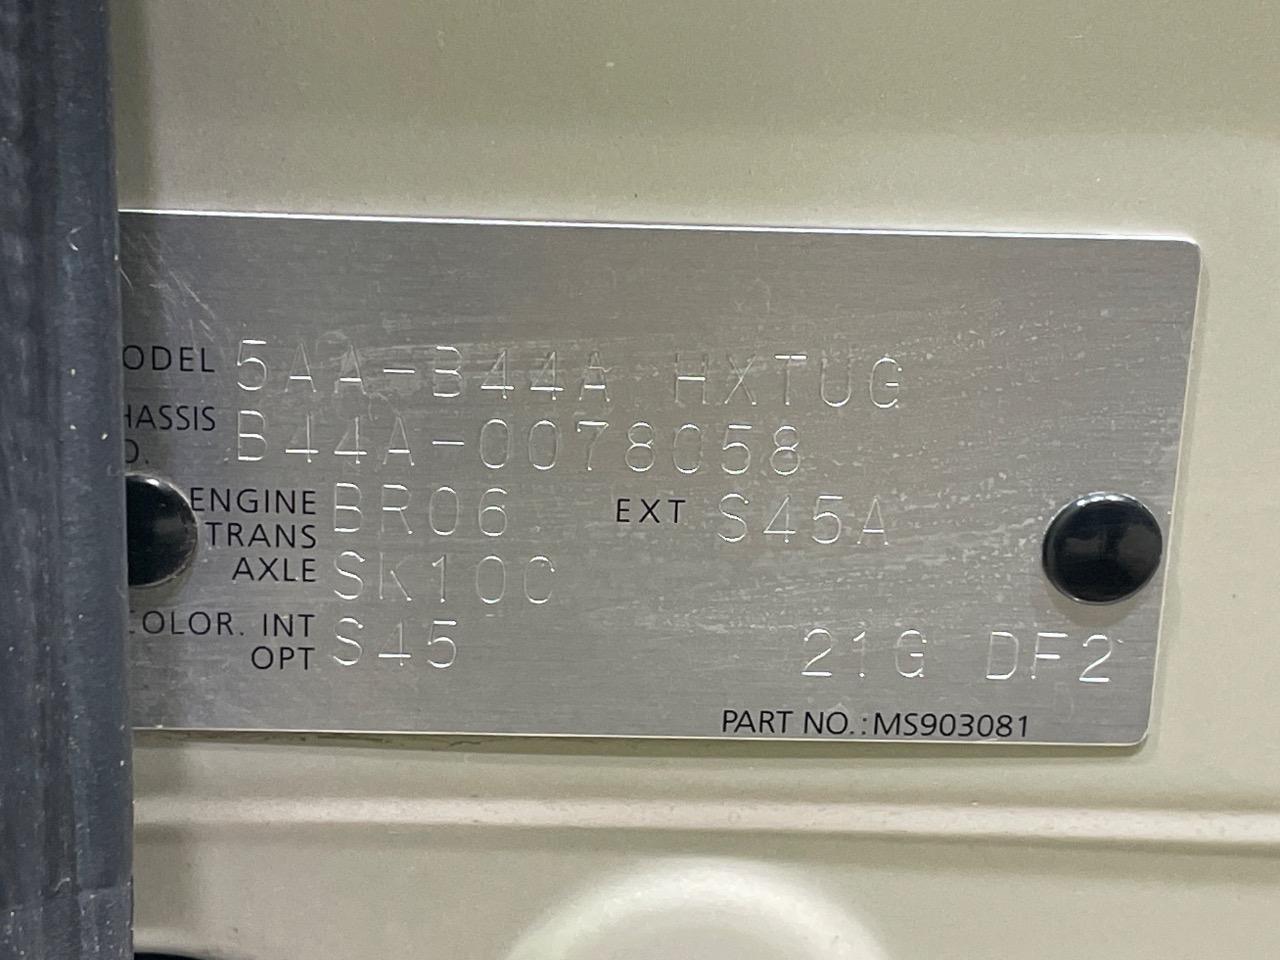 ODEL 5AA-B44A HXTUG
HASSIS B44A-0078058
O.
ENGINE BR06 EXT S45A
TRANS
AXLE SK10C
COLOR. INT S45
OPT 21G DF2
PART NO.:MS903081